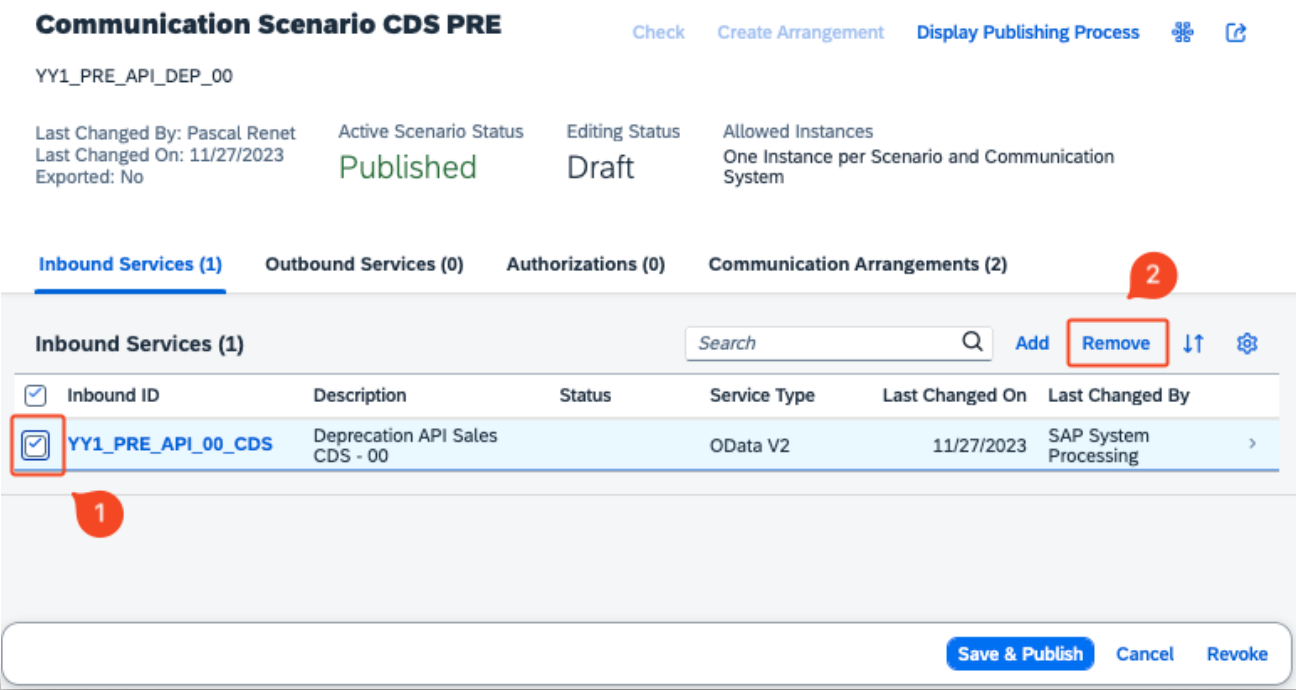 Communication Scenario CDS PRE
Check Create Arrangement Display Publishing Process
YY1_PRE_API_DEP_00
Last Changed By: Pascal Renet
Last Changed On: 11/27/2023
Exported: No
Active Scenario Status
Published
Editing Status
Draft
Allowed Instances
One Instance per Scenario and Communication
System
Inbound Services (1) Outbound Services (0) Authorizations (0) Communication Arrangements (2)
2
Inbound Services (1) Search Add Remove
Inbound ID Description Status Service Type Last Changed On Last Changed By
YY1_PRE_API_00_CDS
Deprecation API Sales
CDS - 00
OData V2
11/27/2023
SAP System
Processing
1
Save & Publish Cancel Revoke